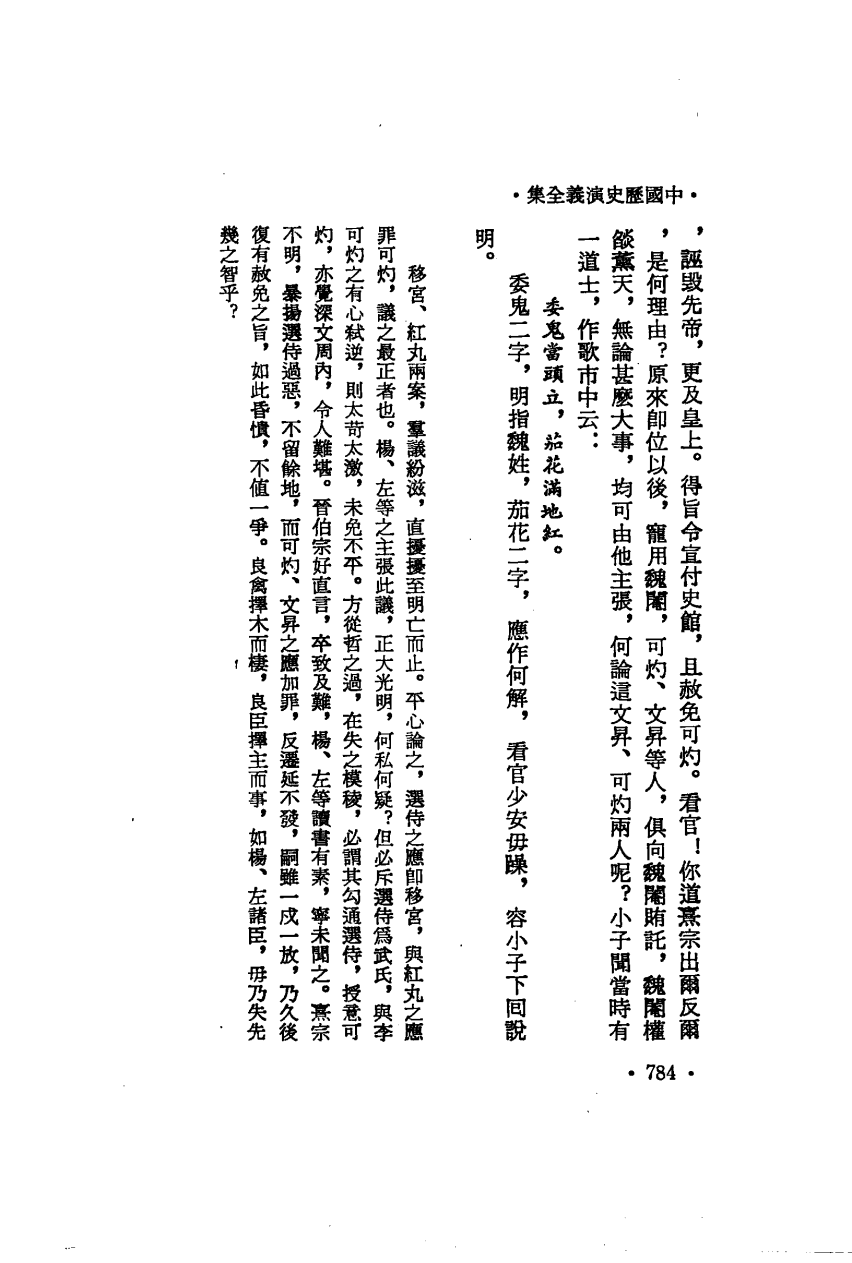 ・中國歷史演義全集・
，誣毀先帝，更及皇上。得旨令宣付史館，且赦免可灼。看官！你道熹宗出爾反爾
，是何理由？原來卽位以後，寵用魏閹，可灼、文昇等人，俱向魏閹賄託，魏閹權
燄薰天，無論甚麼大事，均可由他主張，何論這文昇、可灼兩人呢？小子聞當時有
一道士，作歌市中云：
委鬼當頭立，茄花滿地紅。
委鬼二字，明指魏姓，茄花二字，應作何解，看官少安毋躁，容小子下回說
明。
移宮、紅丸兩案，羣議紛滋，直擾擾至明亡而止。平心論之，選侍之應卽移宮，與紅丸之應
罪可灼，議之最正者也。楊、左等之主張此議，正大光明，何私何疑？但必斥選侍爲武氏，與李
可灼之有心弒逆，則太苛太激，未免不平。方從哲之過，在失之模稜，必謂其勾通選侍，授意可
灼，亦覺深文周內，令人難堪。晉伯宗好直言，卒致及難，楊、左等讀書有素，寧未聞之。熹宗
不明，暴揚選侍過惡，不留餘地，而可灼、文昇之應加罪，反遷延不發，嗣雖一戍一放，乃久後
復有赦免之旨，如此昏憒，不值一爭。良禽擇木而棲，良臣擇主而事，如楊、左諸臣，毋乃失先
幾之智乎？
・784・